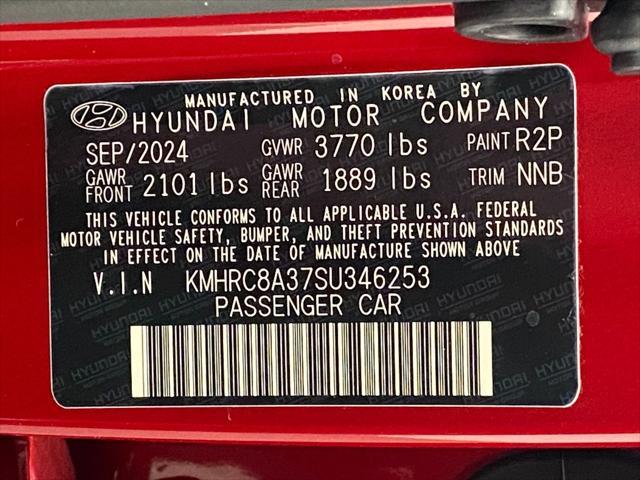 MANUFACTURED IN KOREA BY
HYUNDAI MOTOR COMPANY
SEP/2024 GVWR 3770 lbs PAINT R2P
GAWR FRONT 2101 lbs GAWR REAR 1889 lbs TRIM NNB
THIS VEHICLE CONFORMS TO ALL APPLICABLE U.S.A. FEDERAL
MOTOR VEHICLE SAFETY, BUMPER, AND THEFT PREVENTION STANDARDS
IN EFFECT ON THE DATE OF MANUFACTURE SHOWN ABOVE
V.I.N KMHRC8A37SU346253
PASSENGER CAR